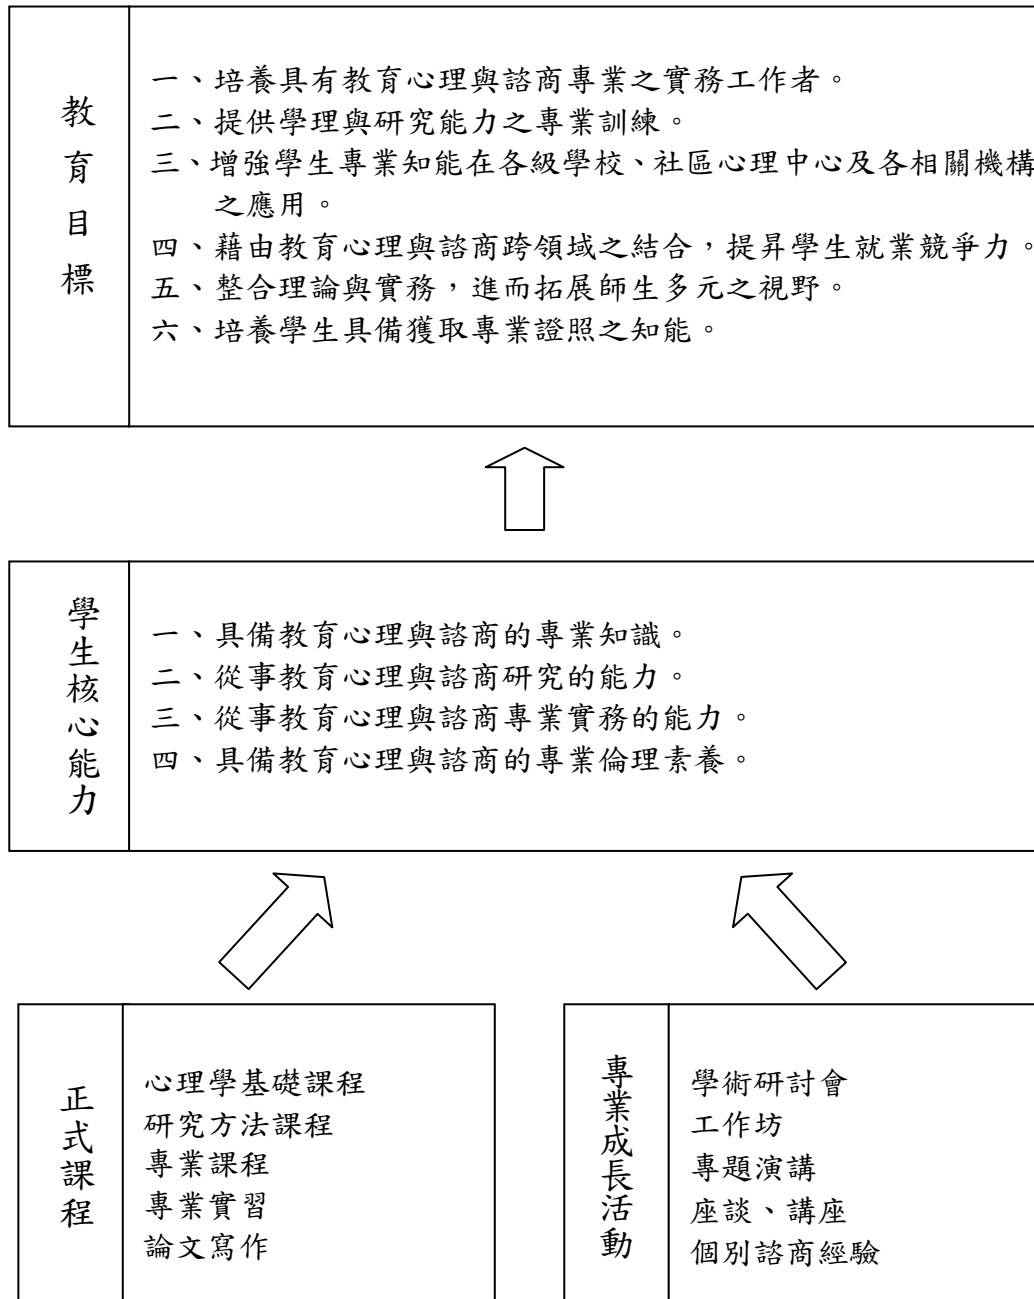 教育目標
一、培養具有教育心理與諮商專業之實務工作者。
二、提供學理與研究能力之專業訓練。
三、增強學生專業知能在各級學校、社區心理中心及各相關機構
之應用。
四、藉由教育心理與諮商跨領域之結合，提昇學生就業競爭力。
五、整合理論與實務，進而拓展師生多元之視野。
六、培養學生具備獲取專業證照之知能。
學生核心能力
一、具備教育心理與諮商的專業知識。
二、從事教育心理與諮商研究的能力。
三、從事教育心理與諮商專業實務的能力。
四、具備教育心理與諮商的專業倫理素養。
正式課程
心理學基礎課程
研究方法課程
專業課程
專業實習
論文寫作
專業成長活動
學術研討會
工作坊
專題演講
座談、講座
個別諮商經驗